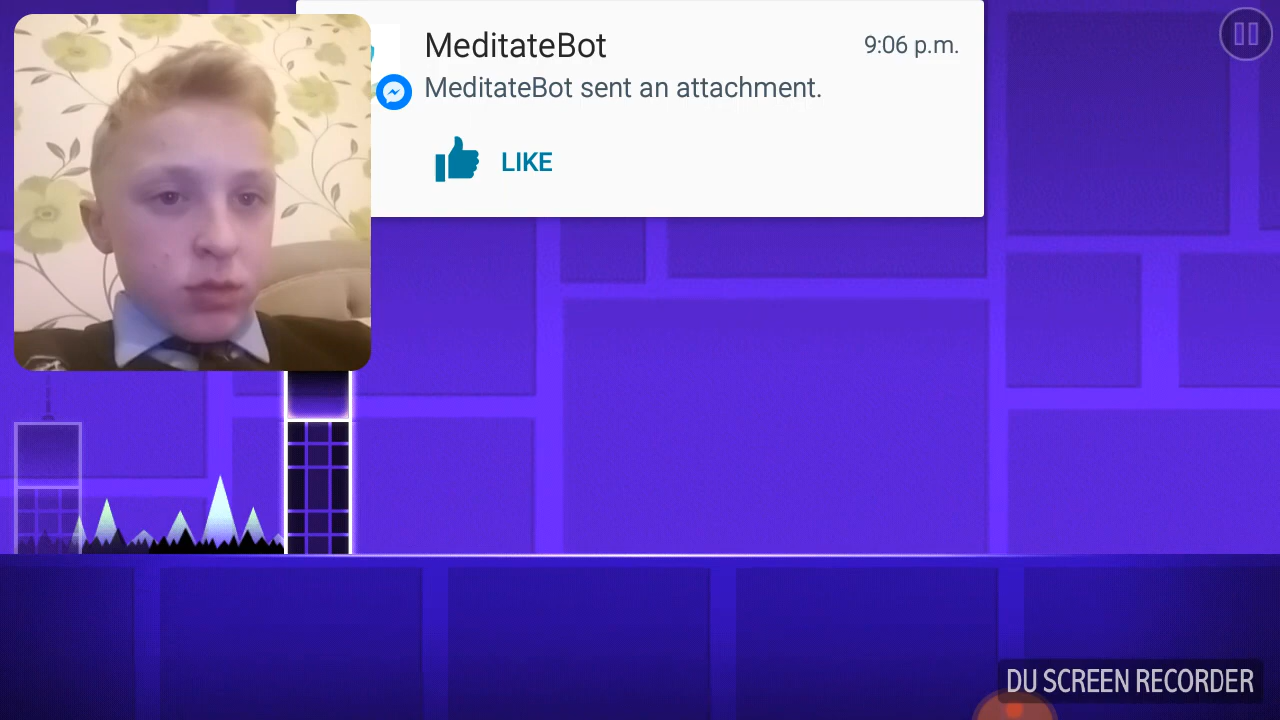 MeditateBot
9:06 p.m.
MeditateBot sent an attachment.
LIKE
DU SCREEN RECORDER